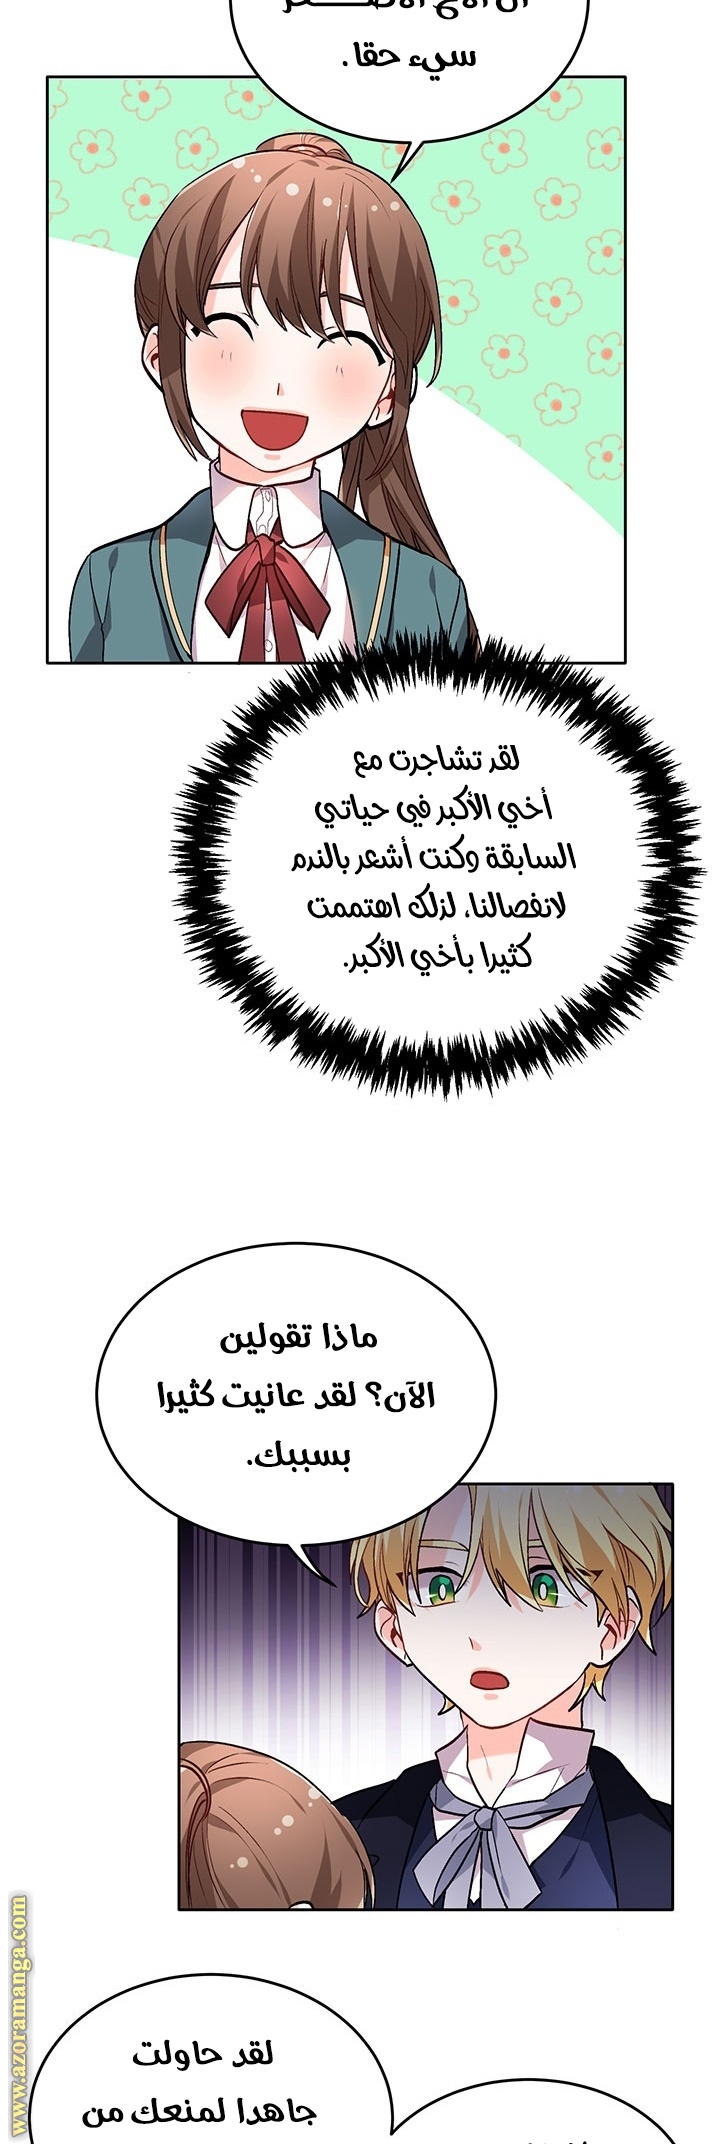 سيء حقا.
لقد تشاجرت مع
أخي الأكبر في حياتي
السابقة وكنت أشعر بالندم
لانفصالنا، لذلك اهتممت
كثيرا بأخي الأكبر.
ماذا تقولين
الآن؟ لقد عانيت كثيرا
بسببك.
www.azoramanga.com
لقد حاولت
جاهدا لمنعك من